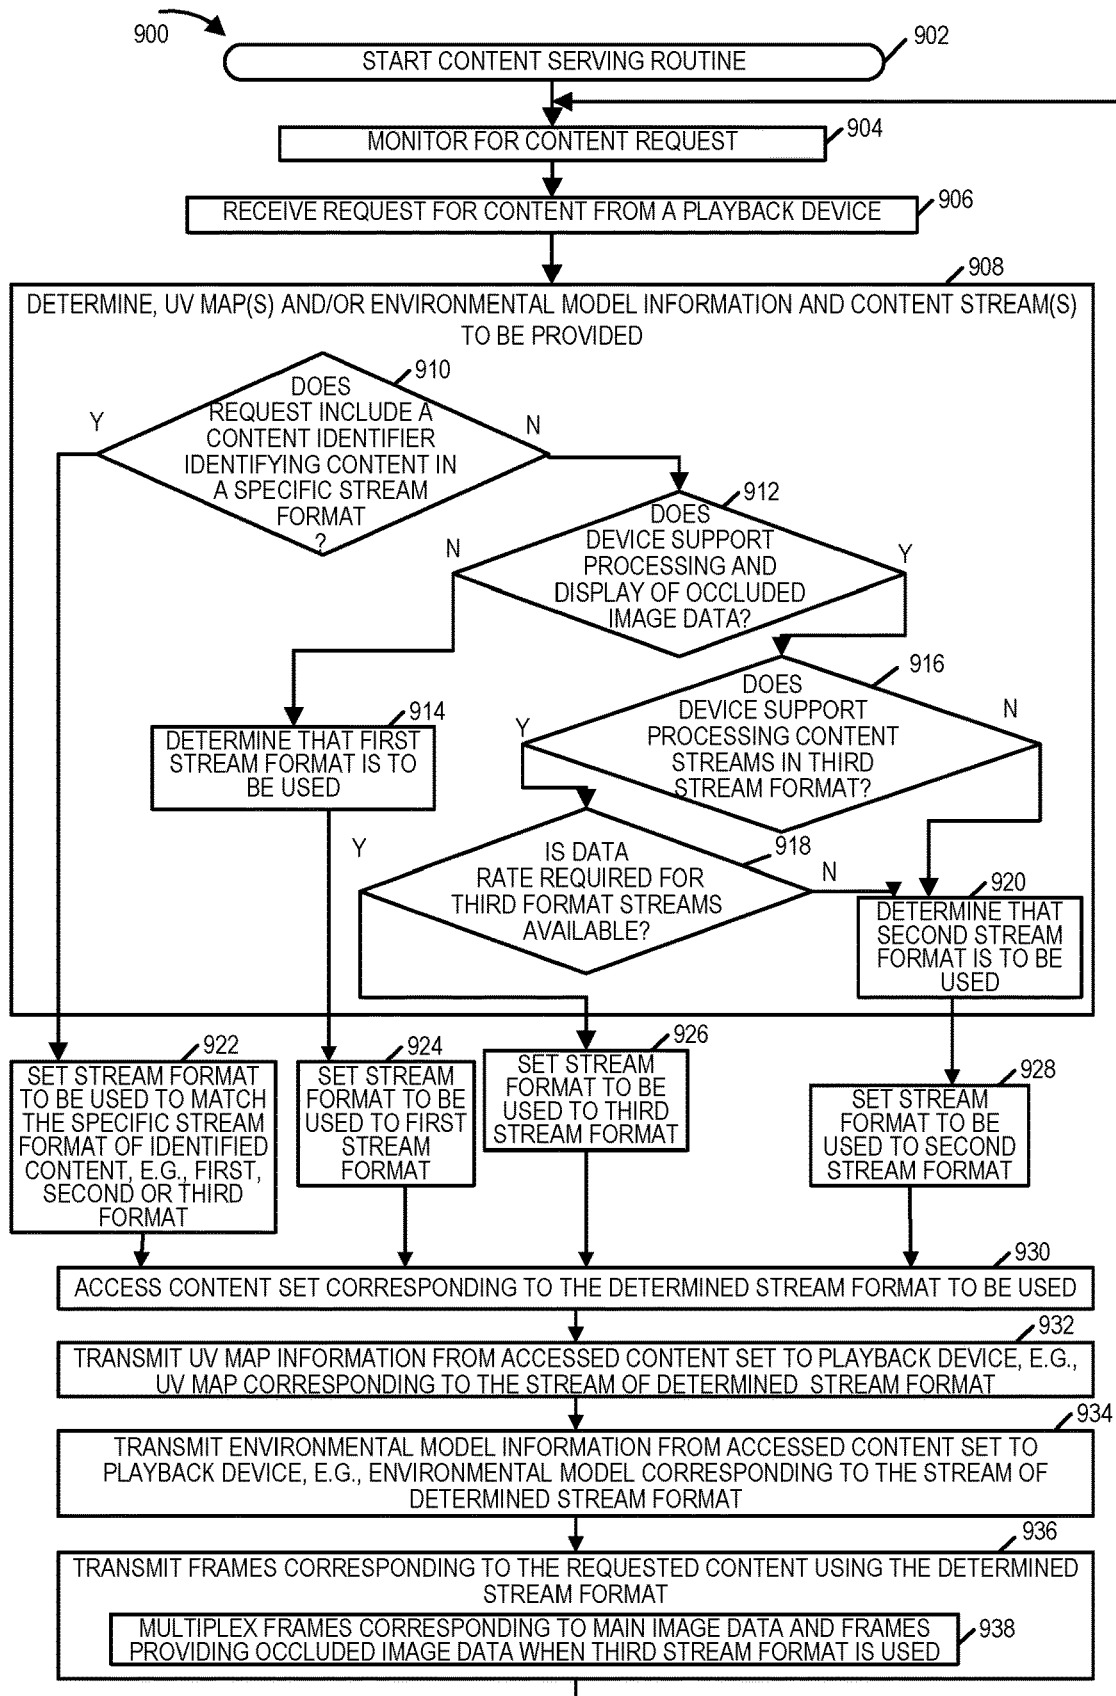 900
902
START CONTENT SERVING ROUTINE
904
MONITOR FOR CONTENT REQUEST
906
RECEIVE REQUEST FOR CONTENT FROM A PLAYBACK DEVICE
908
DETERMINE, UV MAP(S) AND/OR ENVIRONMENTAL MODEL INFORMATION AND CONTENT STREAM(S)
TO BE PROVIDED
910
DOES
REQUEST INCLUDE A
CONTENT IDENTIFIER
IDENTIFYING CONTENT IN
A SPECIFIC STREAM
FORMAT
?
Y
N
912
DOES
DEVICE SUPPORT
PROCESSING AND
DISPLAY OF OCCLUDED
IMAGE DATA?
N
Y
914
DETERMINE THAT FIRST
STREAM FORMAT IS TO
BE USED
916
DOES
DEVICE SUPPORT
PROCESSING CONTENT
STREAMS IN THIRD
STREAM FORMAT?
Y
N
918
IS DATA
RATE REQUIRED FOR
THIRD FORMAT STREAMS
AVAILABLE?
Y
N
920
DETERMINE THAT
SECOND STREAM
FORMAT IS TO BE
USED
922
SET STREAM FORMAT
TO BE USED TO MATCH
THE SPECIFIC STREAM
FORMAT OF IDENTIFIED
CONTENT, E.G., FIRST,
SECOND OR THIRD
FORMAT
924
SET STREAM
FORMAT TO BE
USED TO FIRST
STREAM
FORMAT
926
SET STREAM
FORMAT TO BE
USED TO THIRD
STREAM FORMAT
928
SET STREAM
FORMAT TO BE
USED TO SECOND
STREAM FORMAT
930
ACCESS CONTENT SET CORRESPONDING TO THE DETERMINED STREAM FORMAT TO BE USED
932
TRANSMIT UV MAP INFORMATION FROM ACCESSED CONTENT SET TO PLAYBACK DEVICE, E.G.,
UV MAP CORRESPONDING TO THE STREAM OF DETERMINED STREAM FORMAT
934
TRANSMIT ENVIRONMENTAL MODEL INFORMATION FROM ACCESSED CONTENT SET TO
PLAYBACK DEVICE, E.G., ENVIRONMENTAL MODEL CORRESPONDING TO THE STREAM OF
DETERMINED STREAM FORMAT
936
TRANSMIT FRAMES CORRESPONDING TO THE REQUESTED CONTENT USING THE DETERMINED
STREAM FORMAT
MULTIPLEX FRAMES CORRESPONDING TO MAIN IMAGE DATA AND FRAMES
PROVIDING OCCLUDED IMAGE DATA WHEN THIRD STREAM FORMAT IS USED
938